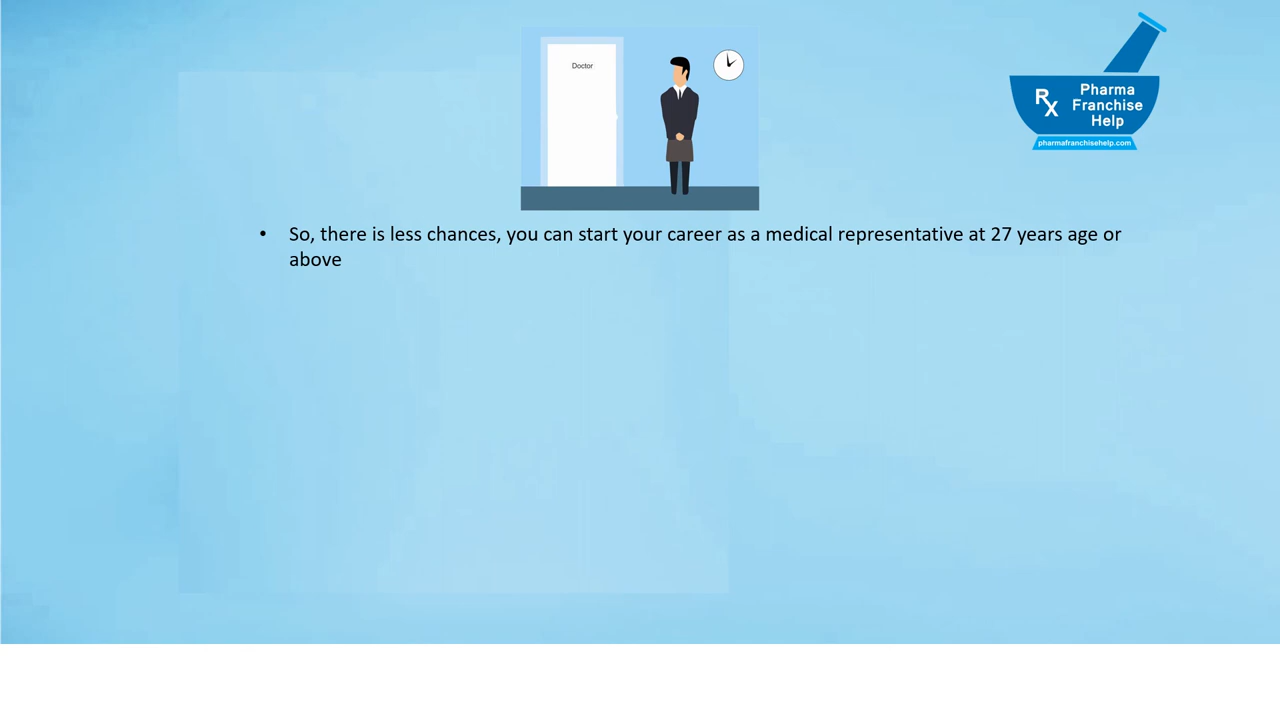 Doctor
Rx
Pharma
Franchise
Help
pharmafranchisehelp.com
• So, there is less chances, you can start your career as a medical representative at 27 years age or
above